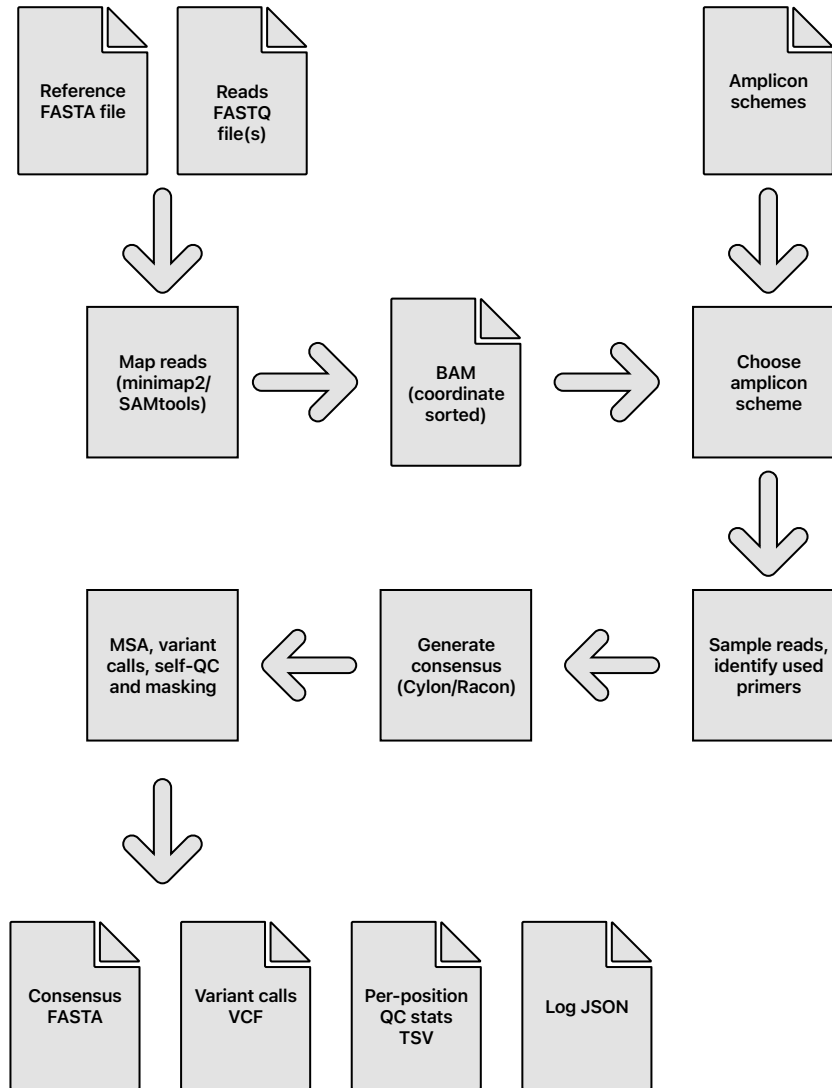 Reference
FASTA file
Reads
FASTQ
file(s)
Amplicon
schemes
Map reads
(minimap2/
SAMtools)
BAM
(coordinate
sorted)
Choose
amplicon
scheme
MSA, variant
calls, self-QC
and masking
Generate
consensus
(Cylon/Racon)
Sample reads,
identify used
primers
Consensus
FASTA
Variant calls
VCF
Per-position
QC stats
TSV
Log JSON